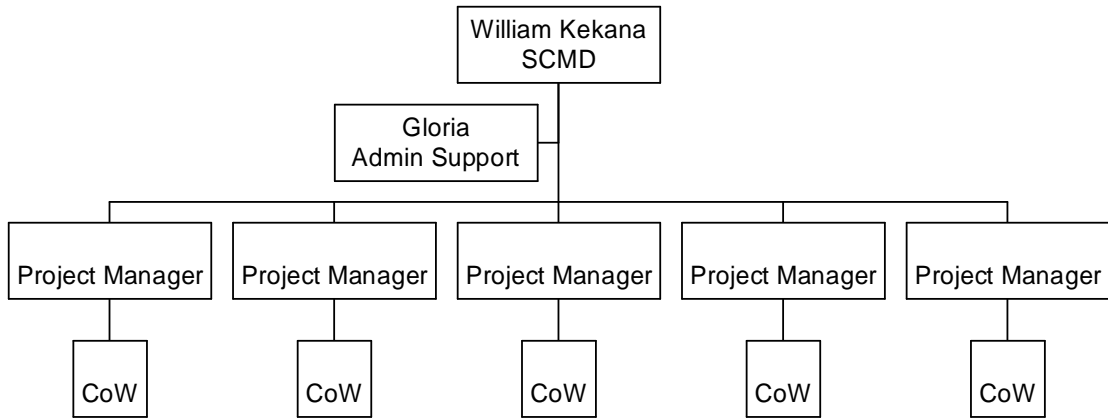 William Kekana
SCMD
Gloria
Admin Support
Project Manager
Project Manager
Project Manager
Project Manager
Project Manager
CoW
CoW
CoW
CoW
CoW